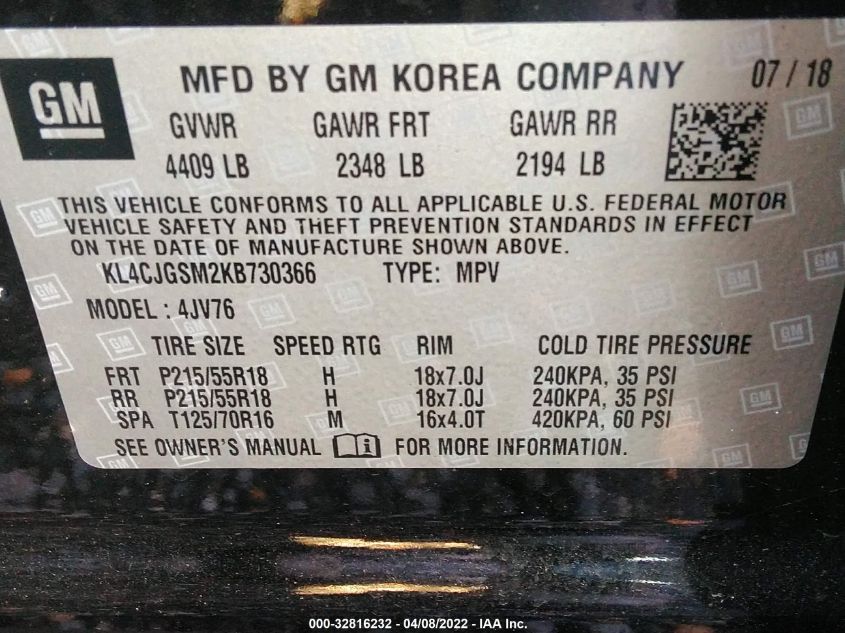 GM
MFD BY GM KOREA COMPANY 07 / 18
GVWR GAWR FRT GAWR RR
4409 LB 2348 LB 2194 LB
THIS VEHICLE CONFORMS TO ALL APPLICABLE U.S. FEDERAL MOTOR
VEHICLE SAFETY AND THEFT PREVENTION STANDARDS IN EFFECT
ON THE DATE OF MANUFACTURE SHOWN ABOVE.
KL4CJGSM2KB730366 TYPE: MPV
MODEL : 4JV76
TIRE SIZE SPEED RTG RIM COLD TIRE PRESSURE
FRT P215/55R18 H 18x7.0J 240KPA, 35 PSI
RR P215/55R18 H 18x7.0J 240KPA, 35 PSI
SPA T125/70R16 M 16x4.0T 420KPA, 60 PSI
SEE OWNER'S MANUAL FOR MORE INFORMATION.
000-32816232 - 04/08/2022 - IAA Inc.